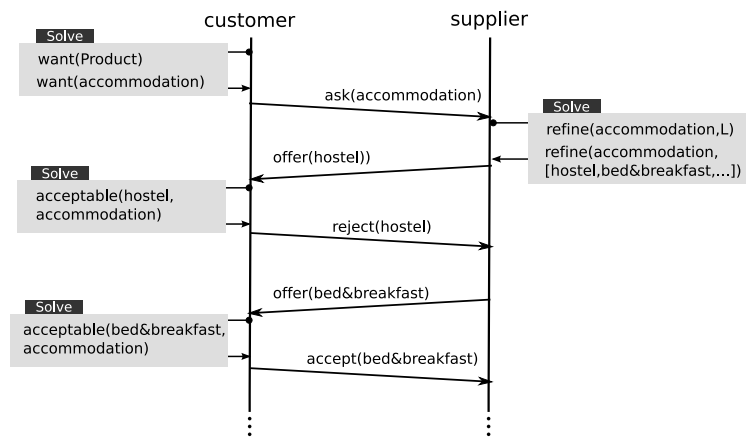 customer
supplier
Solve
want(Product)
want(accommodation)
ask(accommodation)
Solve
refine(accommodation,L)
refine(accommodation,
[hostel,bed&breakfast,...])
offer(hostel))
Solve
acceptable(hostel,
accommodation)
reject(hostel)
offer(bed&breakfast)
Solve
acceptable(bed&breakfast,
accommodation)
accept(bed&breakfast)